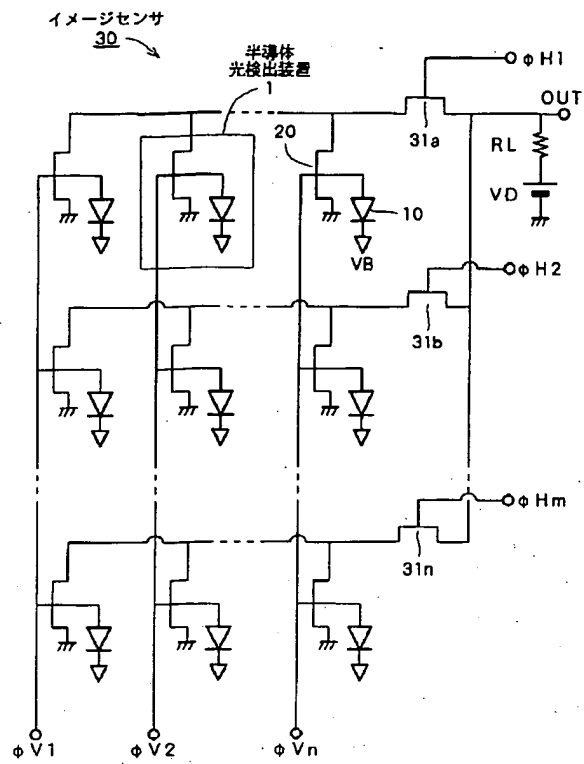 イメージセンサ
30
半導体
光検出装置
1
φH1
OUT
31a
RL
20
VD
10
VB
φH2
31b
φHm
31n
φV1
φV2
φVn